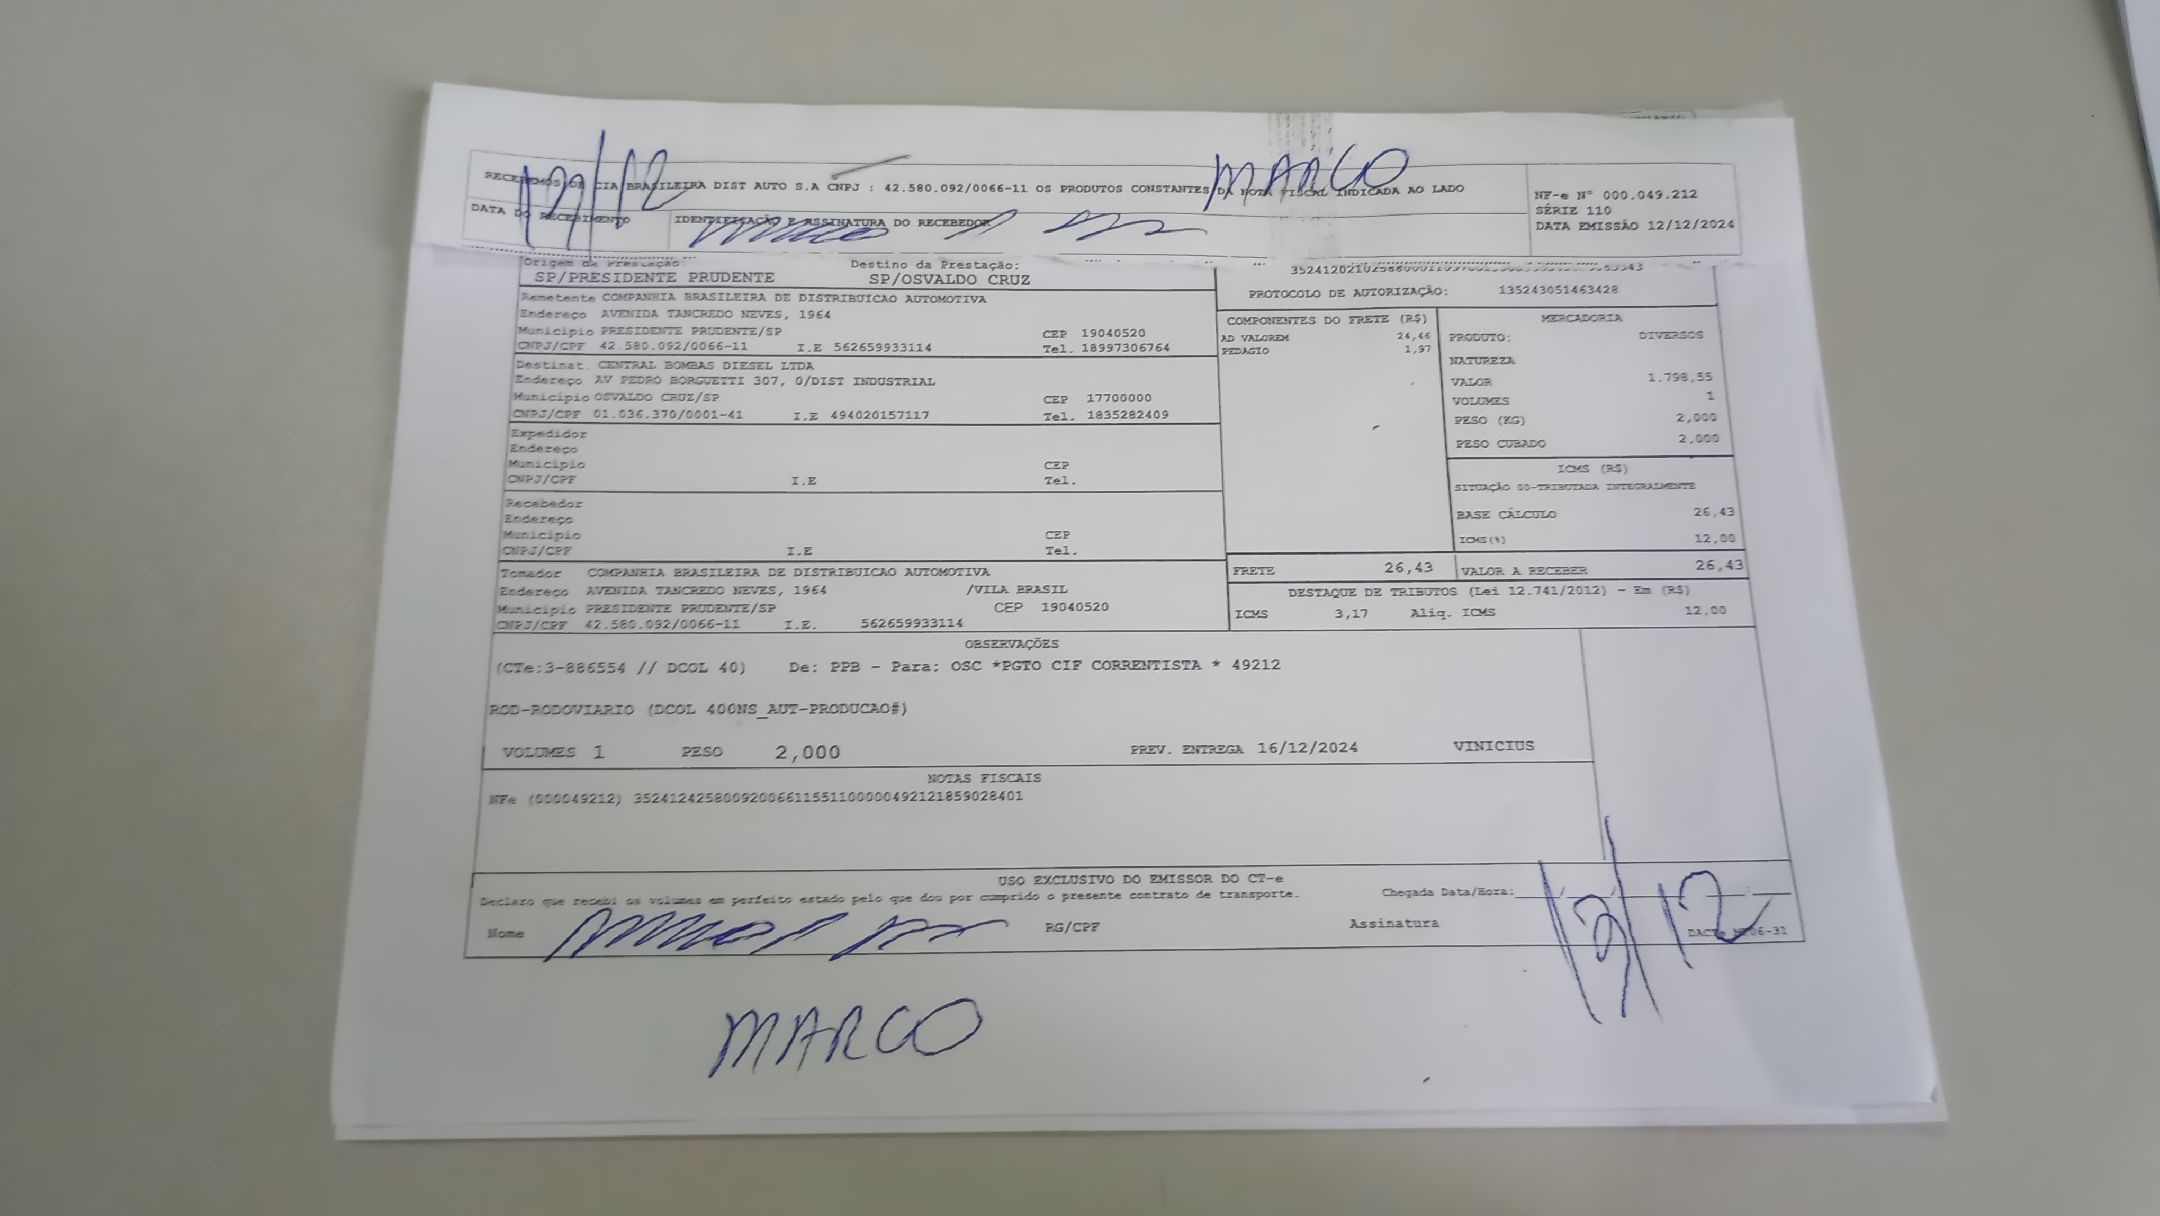 MARCO
RECEBEMOS DE CIA BRASILEIRA DIST AUTO S.A CNPJ : 42.580.092/0066-11 OS PRODUTOS CONSTANTES DA NOTA FISCAL INDICADA AO LADO
NF-e Nº 000.049.212
SÉRIE 110
DATA EMISSÃO 12/12/2024
DATA DO RECEBIMENTO
IDENTIFICAÇÃO E ASSINATURA DO RECEBEDOR
Origem da Prestação:
Destino da Prestação:
SP/PRESIDENTE PRUDENTE
SP/OSVALDO CRUZ
Remetente COMPANHIA BRASILEIRA DE DISTRIBUICAO AUTOMOTIVA
Endereço AVENIDA TANCREDO NEVES, 1964
Município PRESIDENTE PRUDENTE/SP CEP 19040520
CNPJ/CPF 42.580.092/0066-11 I.E 562659933114 Tel. 18997306764
Destinat. CENTRAL BOMBAS DIESEL LTDA
Endereço AV PEDRO BORGUETTI 307, 0/DIST INDUSTRIAL
Município OSVALDO CRUZ/SP CEP 17700000
CNPJ/CPF 01.036.370/0001-41 I.E 494020157117 Tel. 1835282409
Expedidor
Endereço
Município CEP
CNPJ/CPF I.E Tel.
Recebedor
Endereço
Município CEP
CNPJ/CPF I.E Tel.
Tomador COMPANHIA BRASILEIRA DE DISTRIBUICAO AUTOMOTIVA
Endereço AVENIDA TANCREDO NEVES, 1964 /VILA BRASIL
Município PRESIDENTE PRUDENTE/SP CEP 19040520
CNPJ/CPF 42.580.092/0066-11 I.E. 562659933114
PROTOCOLO DE AUTORIZAÇÃO: 135243051463428
COMPONENTES DO FRETE (R$)
AD VALOREM 24,46
PEDAGIO 1,97
MERCADORIA
PRODUTO: DIVERSOS
NATUREZA
VALOR 1.798,55
VOLUMES 1
PESO (KG) 2,000
PESO CUBADO 2,000
ICMS (R$)
SITUAÇÃO 00-TRIBUTADA INTEGRALMENTE
BASE CÁLCULO 26,43
ICMS(%) 12,00
FRETE 26,43 VALOR A RECEBER 26,43
DESTAQUE DE TRIBUTOS (Lei 12.741/2012) - Em (R$)
ICMS 3,17 Aliq. ICMS 12,00
OBSERVAÇÕES
(CTe:3-886554 // DCOL 40) De: PPB - Para: OSC *PGTO CIF CORRENTISTA * 49212
ROD-RODOVIARIO (DCOL 400NS_AUT-PRODUCAO#)
VOLUMES 1 PESO 2,000 PREV. ENTREGA 16/12/2024 VINICIUS
NOTAS FISCAIS
NFe (000049212) 35241242580092006611551100000492121859028401
USO EXCLUSIVO DO EMISSOR DO CT-e
Declaro que recebi os volumes em perfeito estado pelo que dou por cumprido o presente contrato de transporte. Chegada Data/Hora:
Nome RG/CPF Assinatura
MARCO